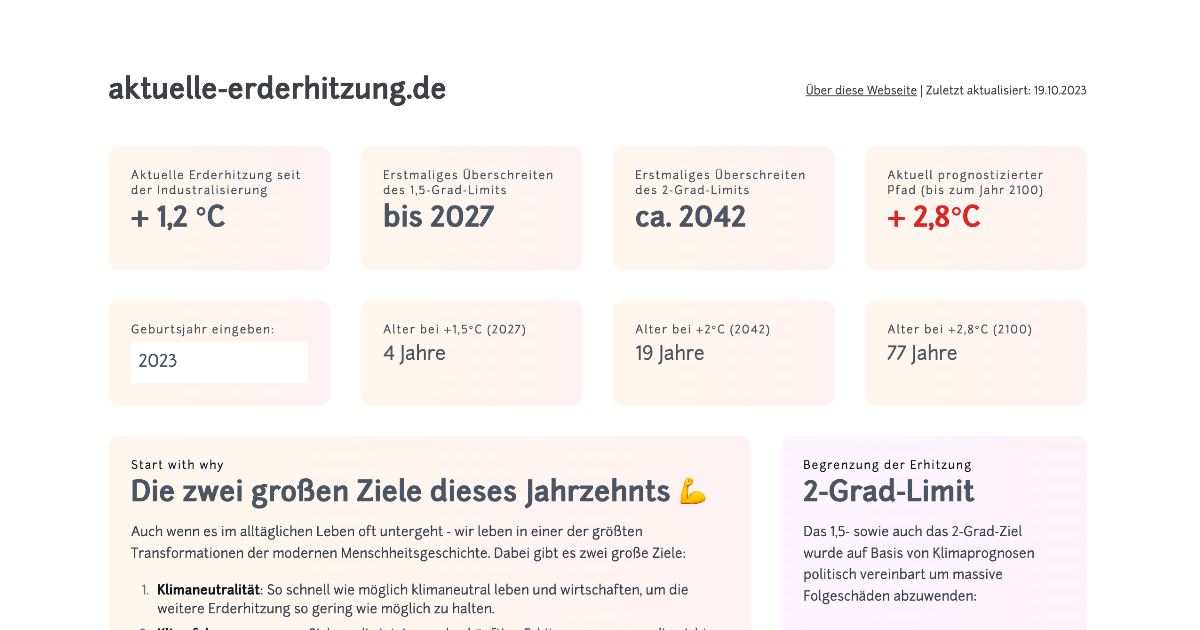 aktuelle-erderhitzung.de
Über diese Webseite | Zuletzt aktualisiert: 19.10.2023
Aktuelle Erderhitzung seit
der Industralisierung
+ 1,2 °C
Erstmaliges Überschreiten
des 1,5-Grad-Limits
bis 2027
Erstmaliges Überschreiten
des 2-Grad-Limits
ca. 2042
Aktuell prognostizierter
Pfad (bis zum Jahr 2100)
+ 2,8°C
Geburtsjahr eingeben:
2023
Alter bei +1,5°C (2027)
4 Jahre
Alter bei +2°C (2042)
19 Jahre
Alter bei +2,8°C (2100)
77 Jahre
Start with why
Die zwei großen Ziele dieses Jahrzehnts 💪
Auch wenn es im alltäglichen Leben oft untergeht - wir leben in einer der größten
Transformationen der modernen Menschheitsgeschichte. Dabei gibt es zwei große Ziele:
1. Klimaneutralität: So schnell wie möglich klimaneutral leben und wirtschaften, um die
weitere Erderhitzung so gering wie möglich zu halten.
Begrenzung der Erhitzung
2-Grad-Limit
Das 1,5- sowie auch das 2-Grad-Ziel
wurde auf Basis von Klimaprognosen
politisch vereinbart um massive
Folgeschäden abzuwenden: